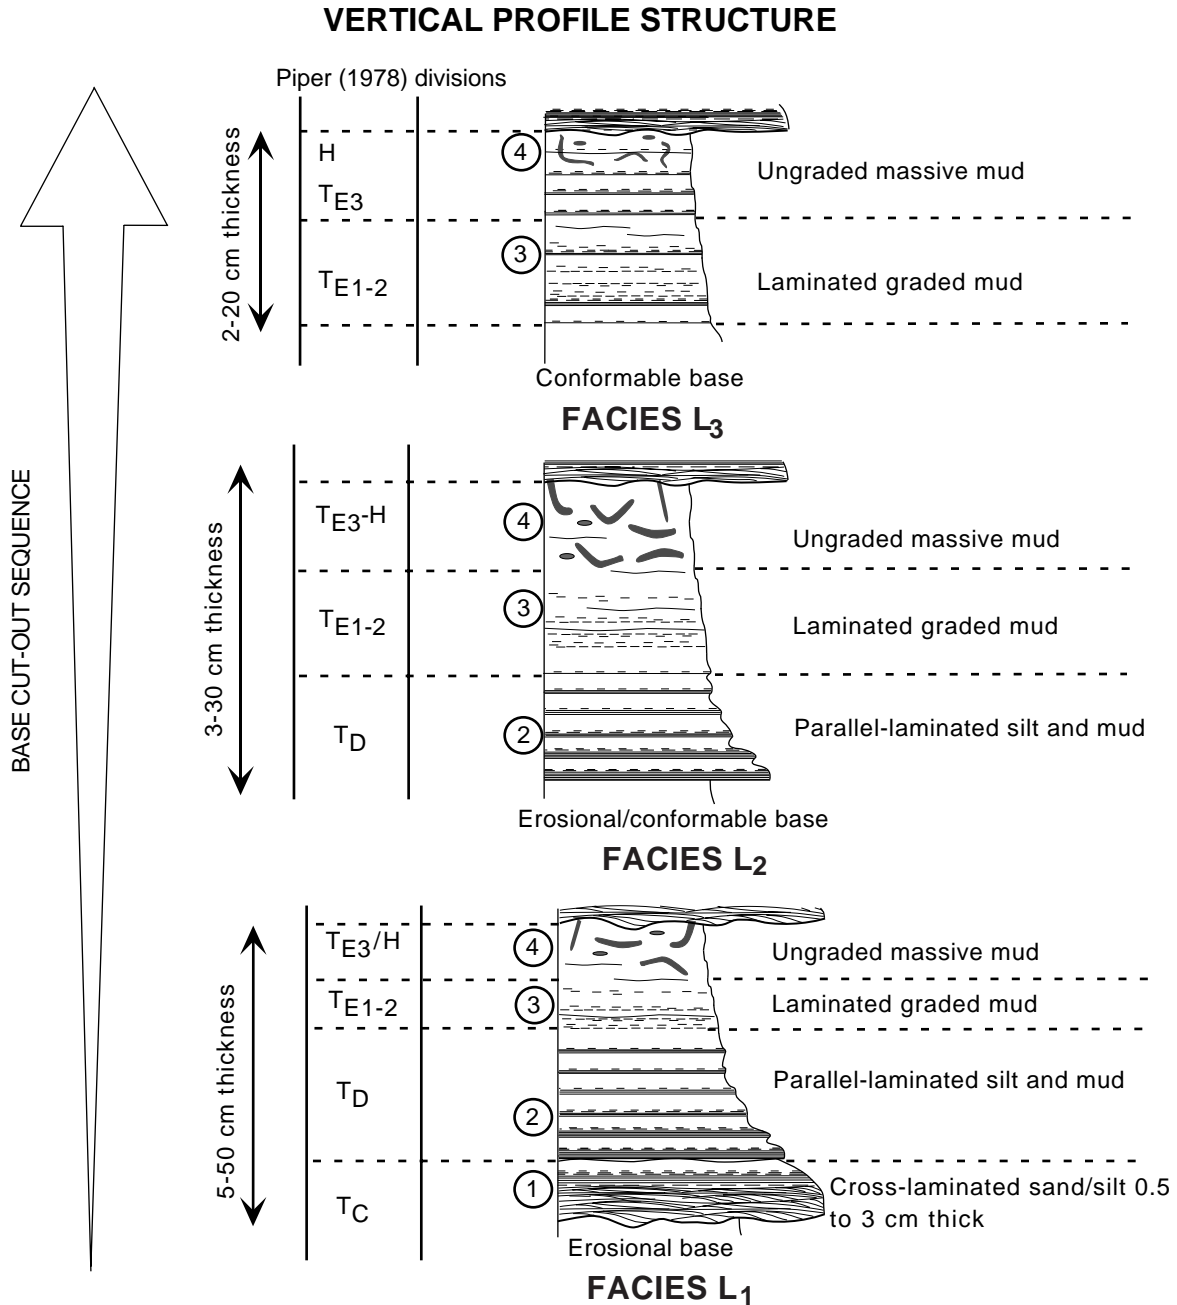 VERTICAL PROFILE STRUCTURE
Piper (1978) divisions
BASE CUT-OUT SEQUENCE
2-20 cm thickness
H
TE3
TE1-2
4
3
Ungraded massive mud
Laminated graded mud
Conformable base
FACIES L3
3-30 cm thickness
TE3-H
TE1-2
TD
4
3
2
Ungraded massive mud
Laminated graded mud
Parallel-laminated silt and mud
Erosional/conformable base
FACIES L2
5-50 cm thickness
TE3/H
TE1-2
TD
TC
4
3
2
1
Ungraded massive mud
Laminated graded mud
Parallel-laminated silt and mud
Cross-laminated sand/silt 0.5
to 3 cm thick
Erosional base
FACIES L1